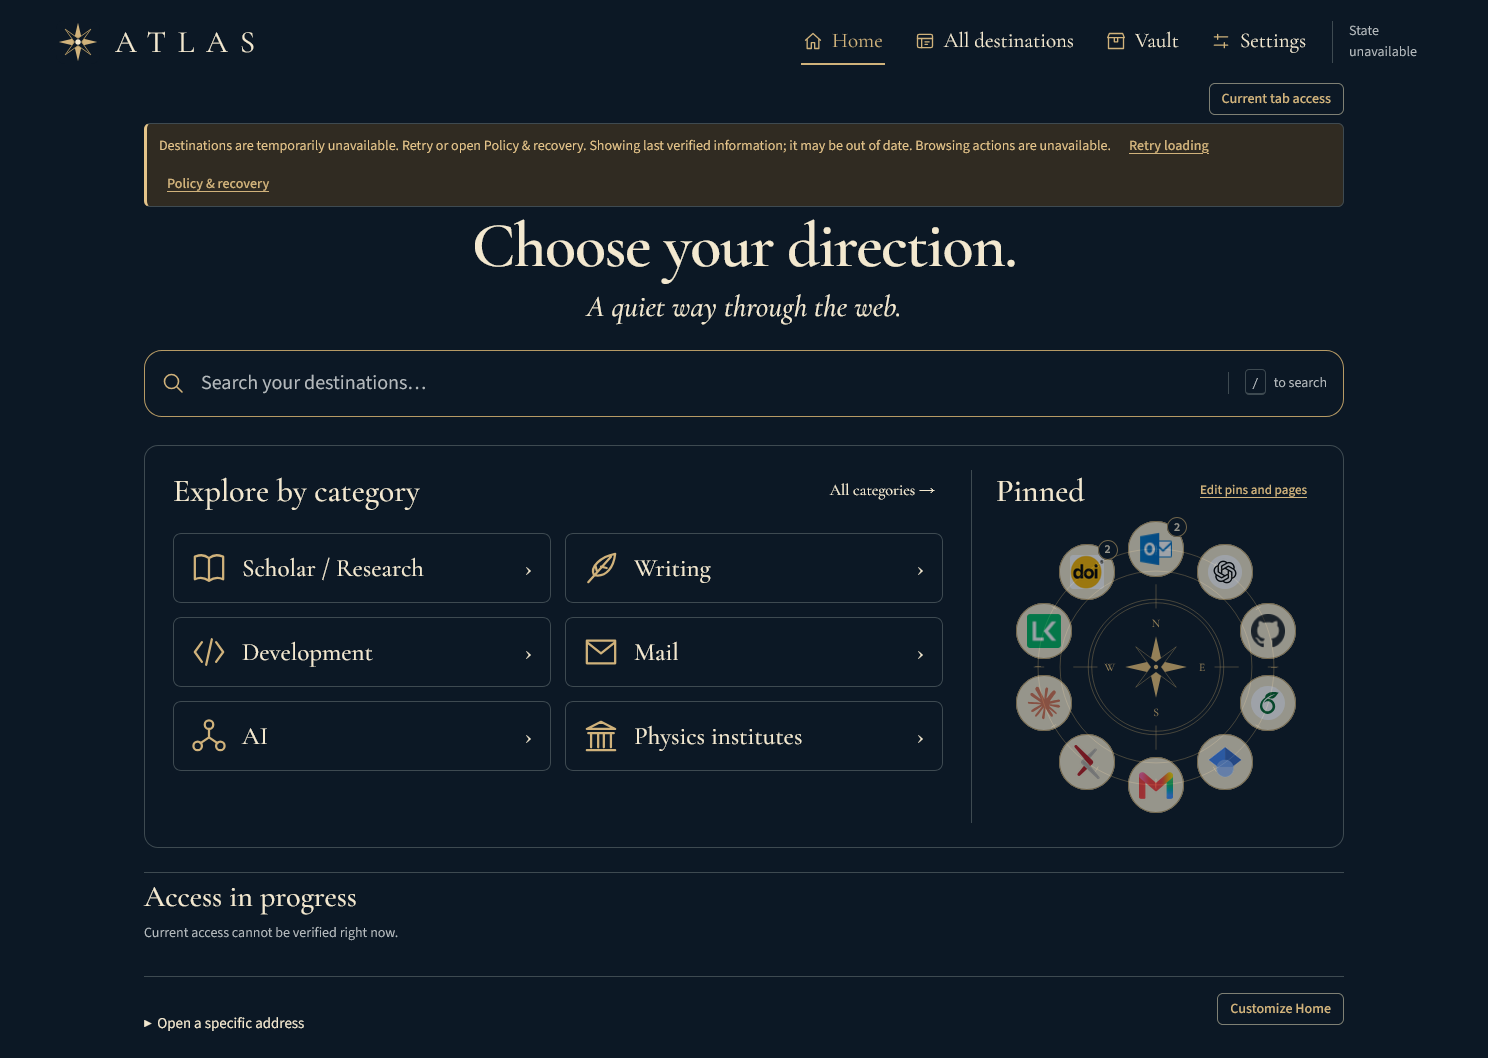 ATLAS
Home
All destinations
Vault
Settings
State
unavailable
Current tab access
Destinations are temporarily unavailable. Retry or open Policy & recovery. Showing last verified information; it may be out of date. Browsing actions are unavailable. Retry loading
Policy & recovery
Choose your direction.
A quiet way through the web.
Search your destinations…
/ to search
Explore by category
All categories →
Scholar / Research ›
Writing ›
Development ›
Mail ›
AI ›
Physics institutes ›
Pinned
Edit pins and pages
2
2
O
doi
LK
N
W
E
S
M
Access in progress
Current access cannot be verified right now.
▸ Open a specific address
Customize Home